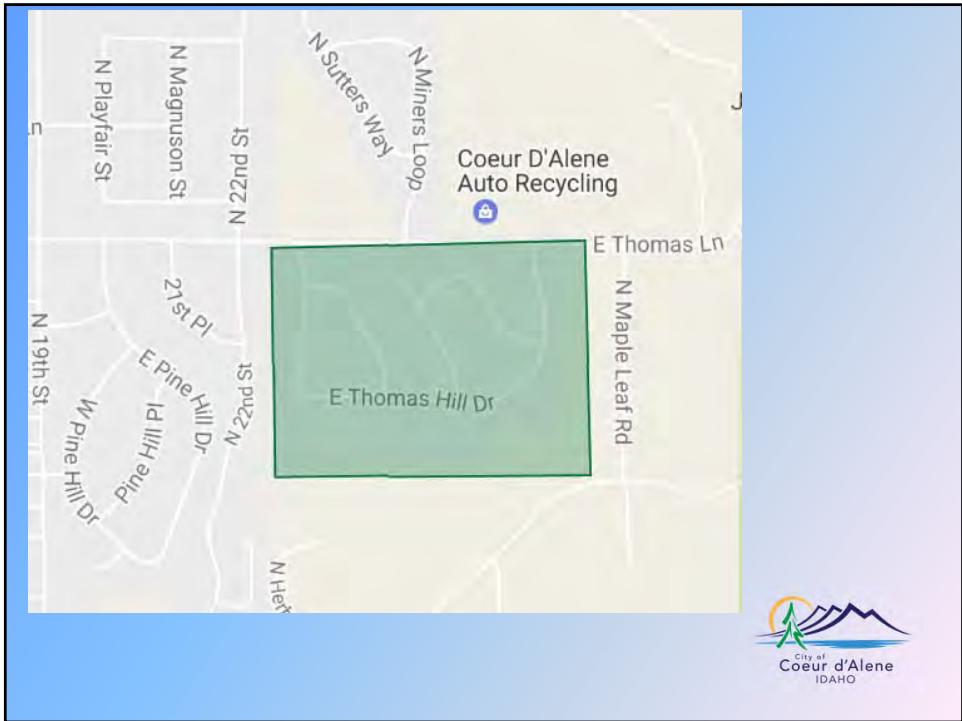 N Playfair St
N Magnuson St
N 22nd St
N Sutters Way
N Miners Loop
J
Ln
Coeur D'Alene
Auto Recycling
E Thomas Ln
21st Pl
N 19th St
E Pine Hill Dr
N 22nd St
E Thomas Hill Dr
N Maple Leaf Rd
W Pine Hill Dr
Pine Hill Pl
N Her
City of
Coeur d'Alene
IDAHO